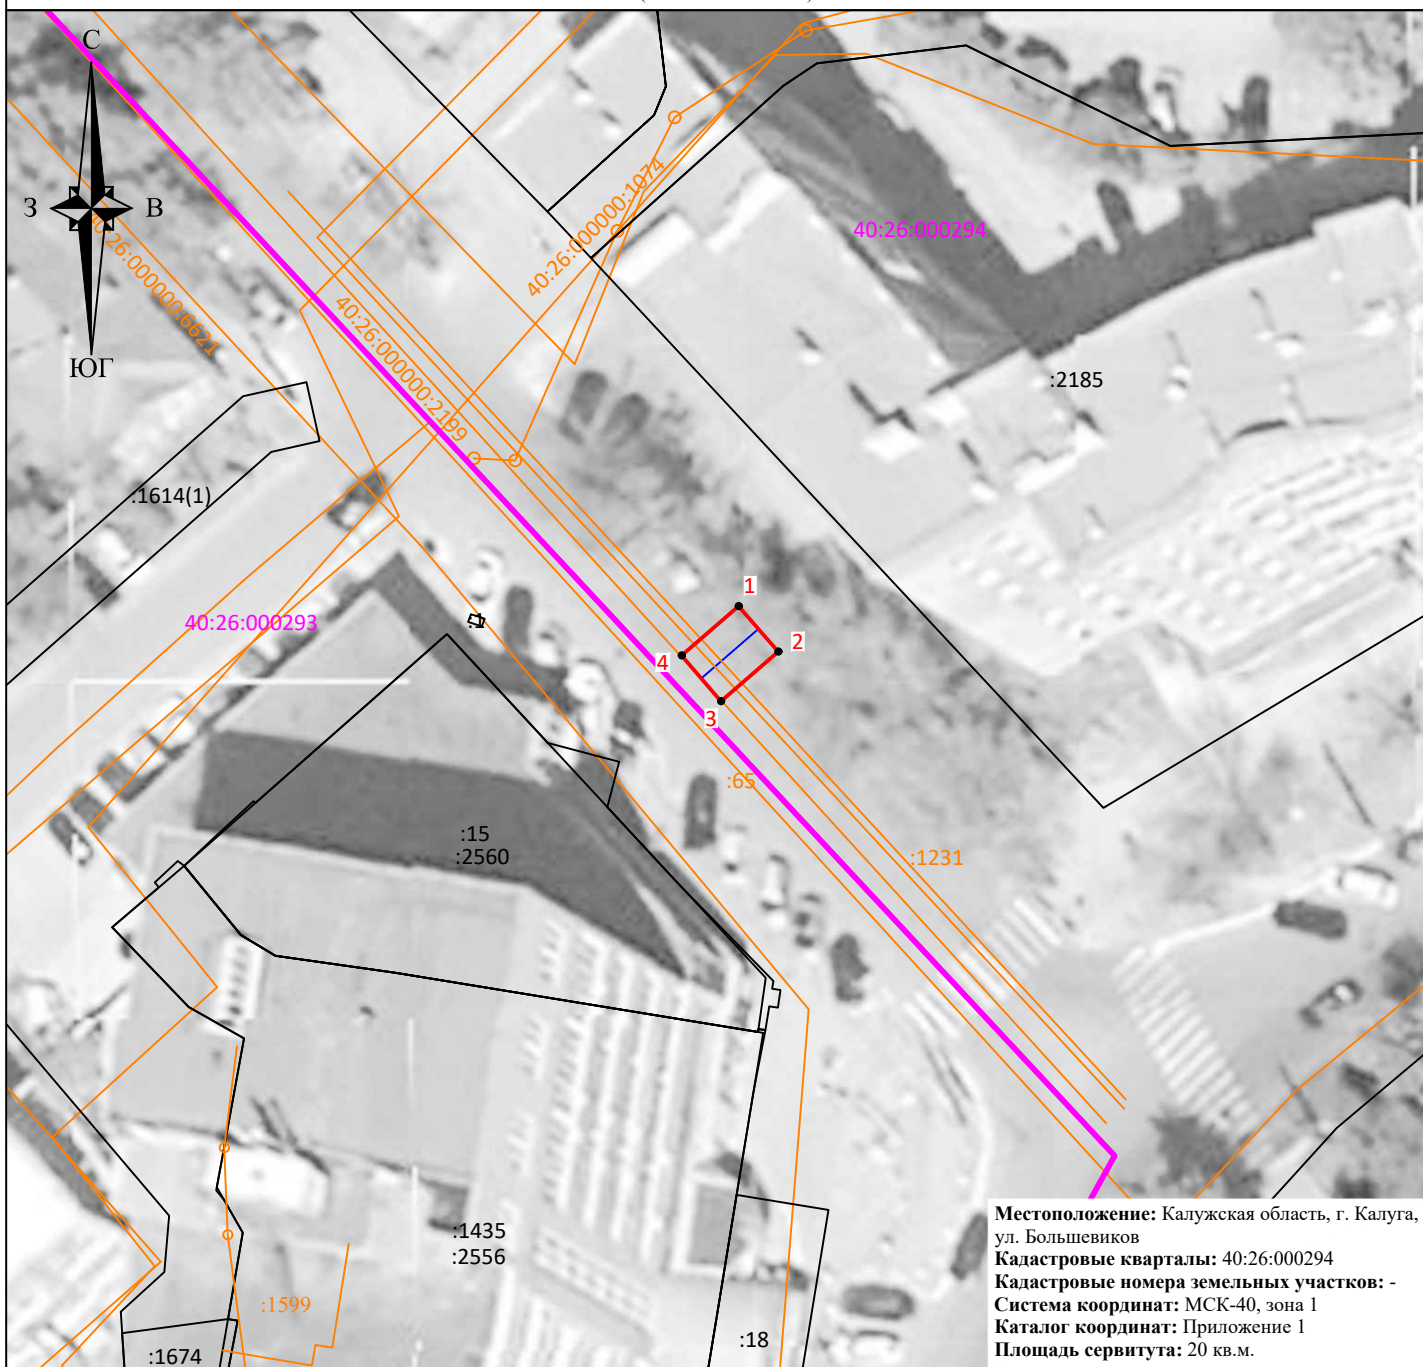 С
З
В
ЮГ
40:26:000000:6621
40:26:000000:2199
40:26:000000:1074
40:26:000294
:2185
:1614(1)
40:26:000293
1
2
4
3
:65
:15
:2560
:1231
:1435
:2556
:1599
:18
:1674
Местоположение: Калужская область, г. Калуга,
ул. Большевиков
Кадастровые кварталы: 40:26:000294
Кадастровые номера земельных участков: -
Система координат: МСК-40, зона 1
Каталог координат: Приложение 1
Площадь сервитута: 20 кв.м.